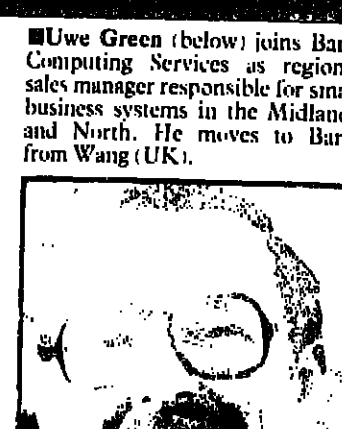 ■Uwe Green (below) joins Bar
Computing Services as region
sales manager responsible for sma
business systems in the Midland
and North. He moves to Bar
from Wang (UK).